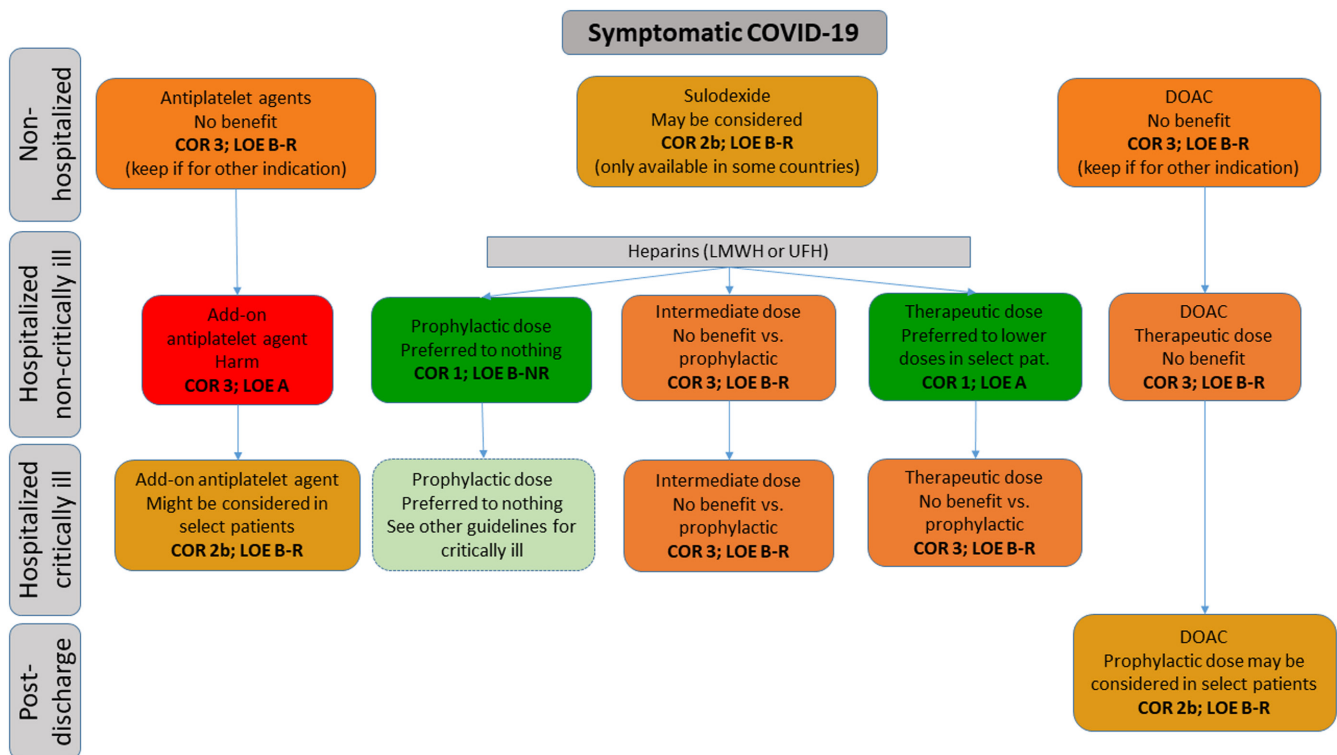 Symptomatic COVID-19
Non-
hospitalized
Antiplatelet agents
No benefit
COR 3; LOE B-R
(keep if for other indication)
Sulodexide
May be considered
COR 2b; LOE B-R
(only available in some countries)
DOAC
No benefit
COR 3; LOE B-R
(keep if for other indication)
Hospitalized
non-critically ill
Heparins (LMWH or UFH)
Add-on
antiplatelet agent
Harm
COR 3; LOE A
Prophylactic dose
Preferred to nothing
COR 1; LOE B-NR
Intermediate dose
No benefit vs.
prophylactic
COR 3; LOE B-R
Therapeutic dose
Preferred to lower
doses in select pat.
COR 1; LOE A
DOAC
Therapeutic dose
No benefit
COR 3; LOE B-R
Hospitalized
critically ill
Add-on antiplatelet agent
Might be considered in
select patients
COR 2b; LOE B-R
Prophylactic dose
Preferred to nothing
See other guidelines for
critically ill
Intermediate dose
No benefit vs.
prophylactic
COR 3; LOE B-R
Therapeutic dose
No benefit vs.
prophylactic
COR 3; LOE B-R
Post-
discharge
DOAC
Prophylactic dose may be
considered in select patients
COR 2b; LOE B-R